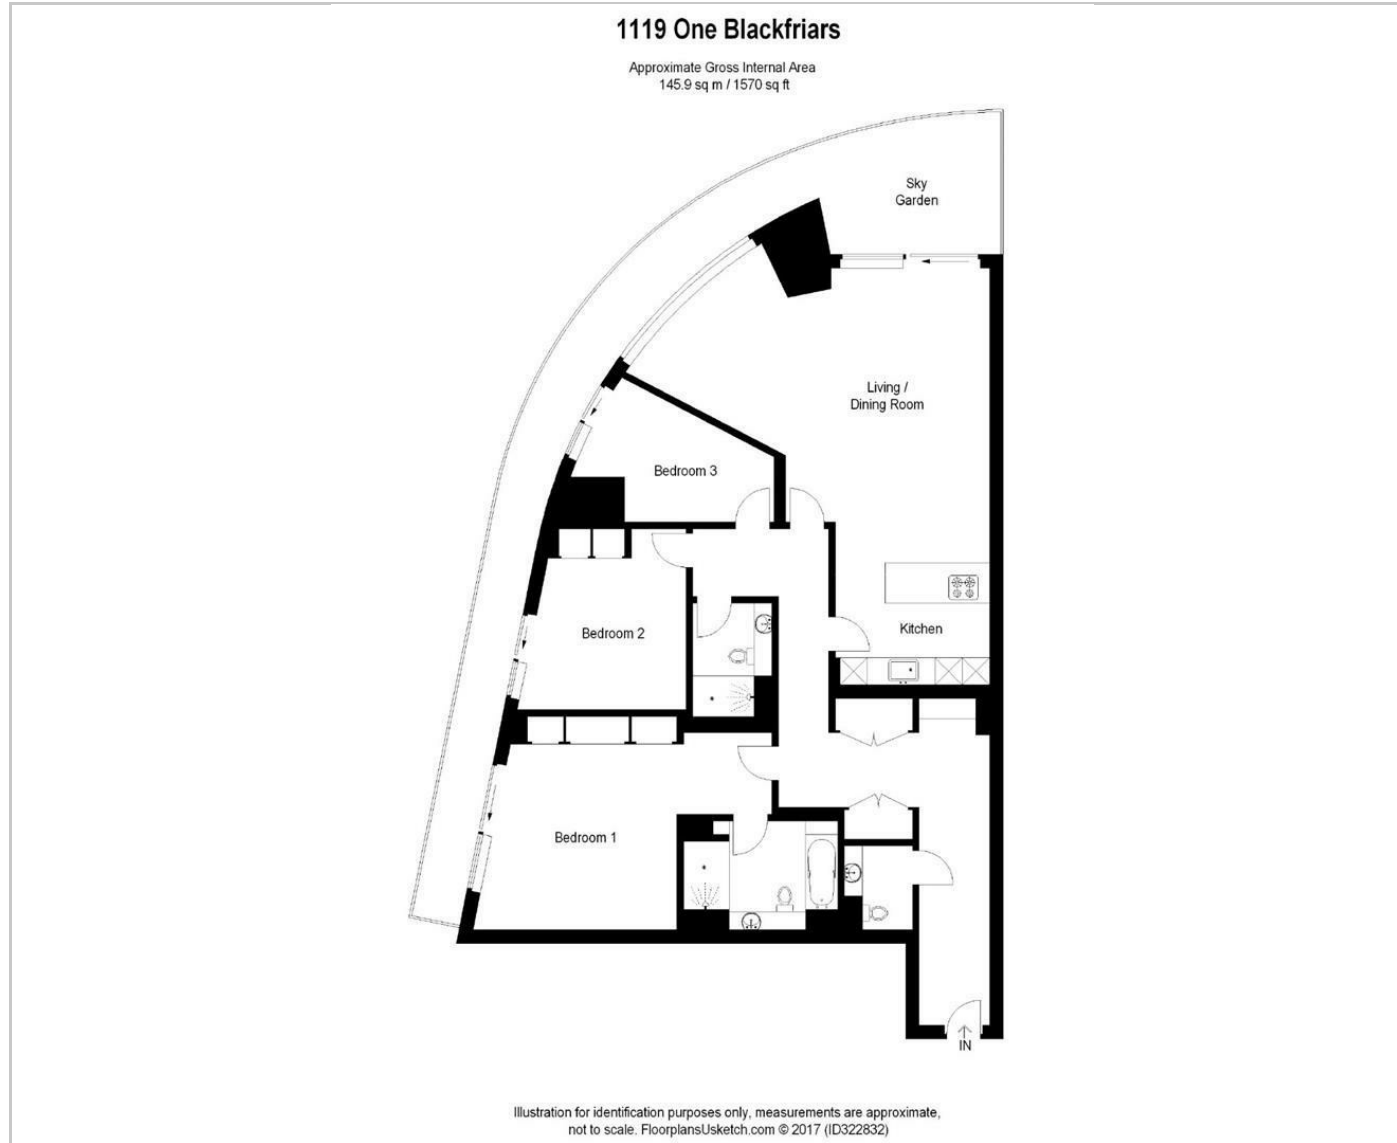 1119 One Blackfriars
Approximate Gross Internal Area
145.9 sq m / 1570 sq ft
Sky
Garden
Living /
Dining Room
Bedroom 3
Kitchen
Bedroom 2
Bedroom 1
IN
Illustration for identification purposes only, measurements are approximate,
not to scale. FloorplansUsketch.com © 2017 (ID322832)